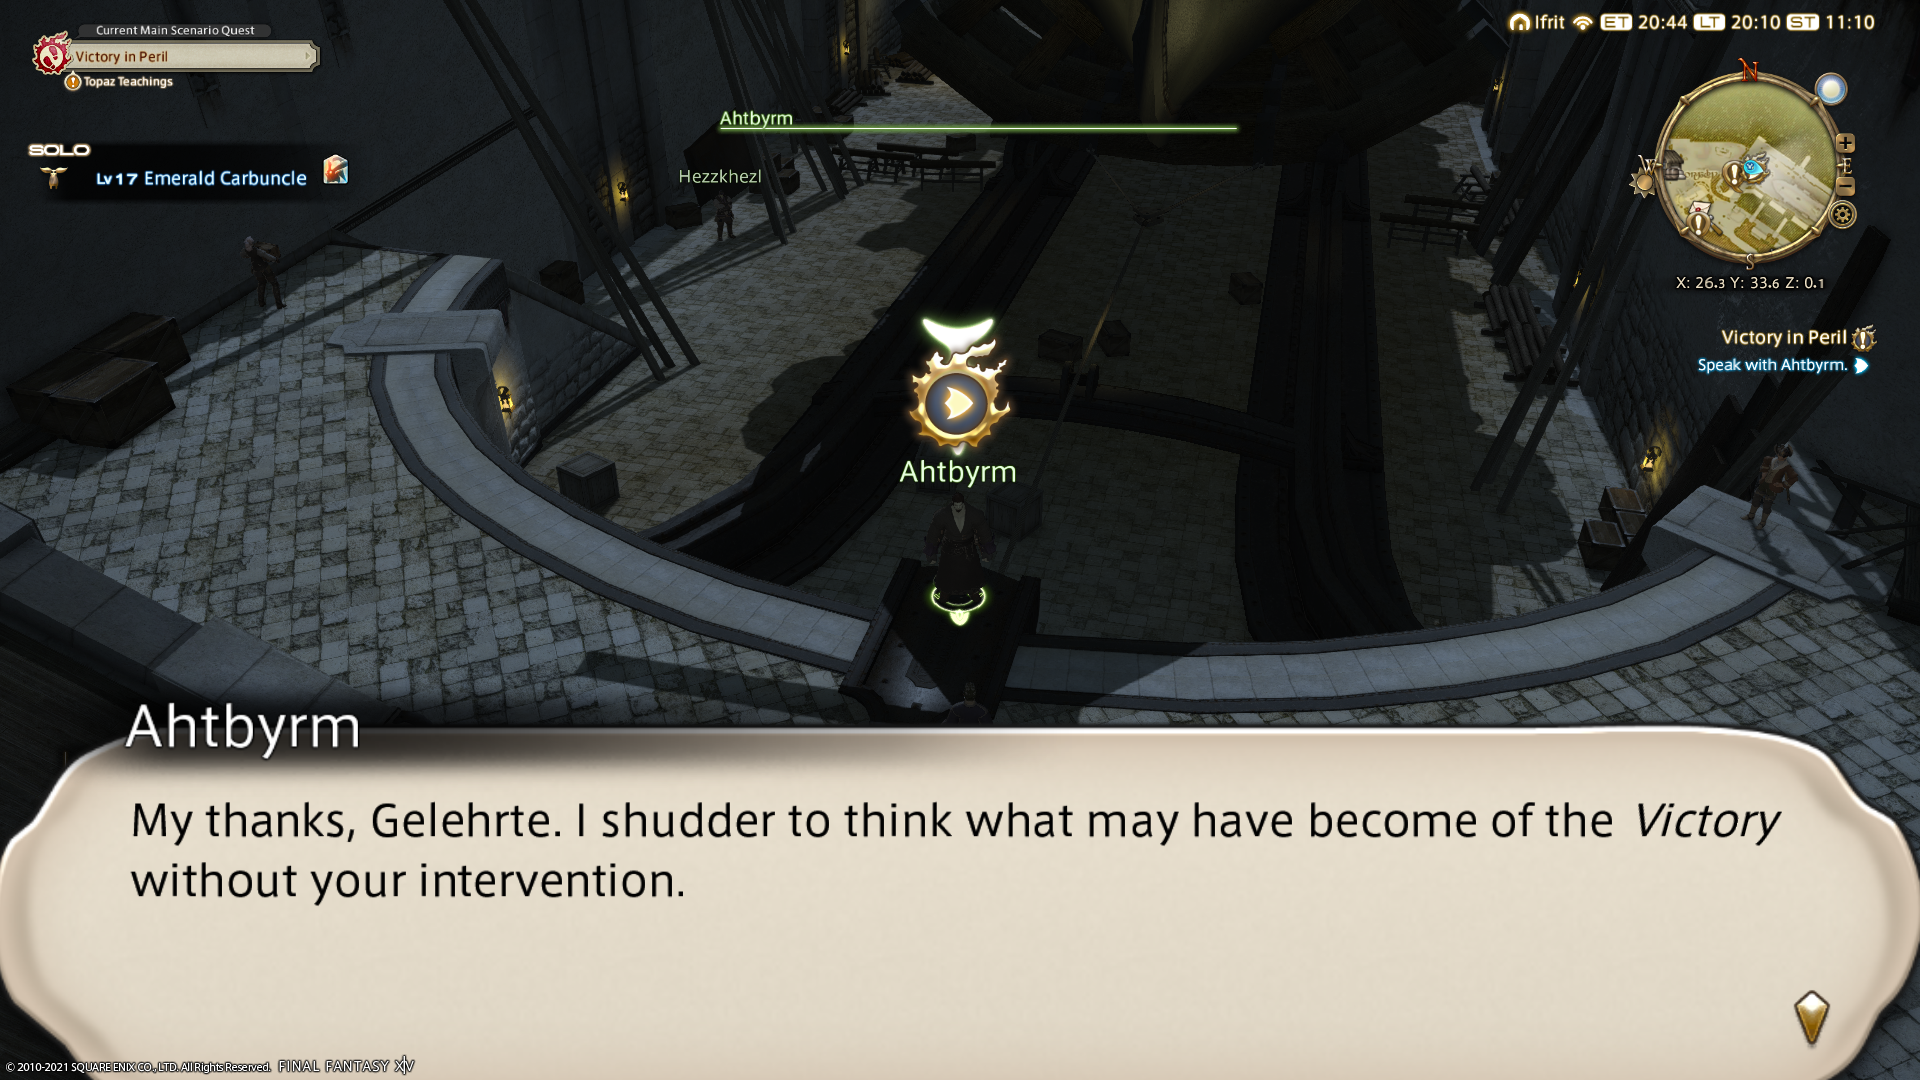 Current Main Scenario Quest
Victory in Peril
Topaz Teachings
SOLO
Lv17 Emerald Carbuncle
Ifrit ET 20:44 LT 20:10 ST 11:10
N
W
E
S
X: 26.3 Y: 33.6 Z: 0.1
Victory in Peril
Speak with Ahtbyrm.
Ahtbyrm
Hezzkhezl
Ahtbyrm
Ahtbyrm
My thanks, Gelehrte. I shudder to think what may have become of the Victory
without your intervention.
© 2010-2021 SQUARE ENIX CO., LTD. All Rights Reserved. FINAL FANTASY XIV